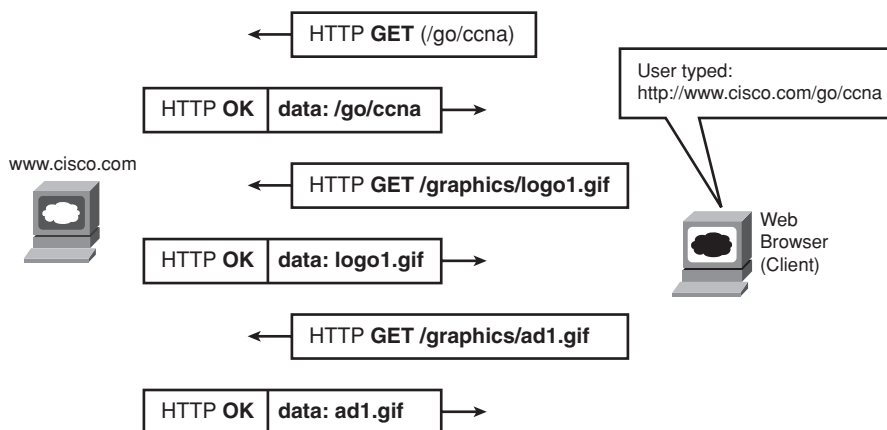 HTTP GET (/go/ccna)
User typed:
http://www.cisco.com/go/ccna
HTTP OK data: /go/ccna
www.cisco.com
HTTP GET /graphics/logo1.gif
Web
Browser
(Client)
HTTP OK data: logo1.gif
HTTP GET /graphics/ad1.gif
HTTP OK data: ad1.gif